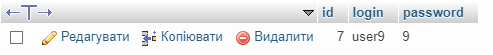 id login password
Редагувати Копіювати Видалити 7 user9 9